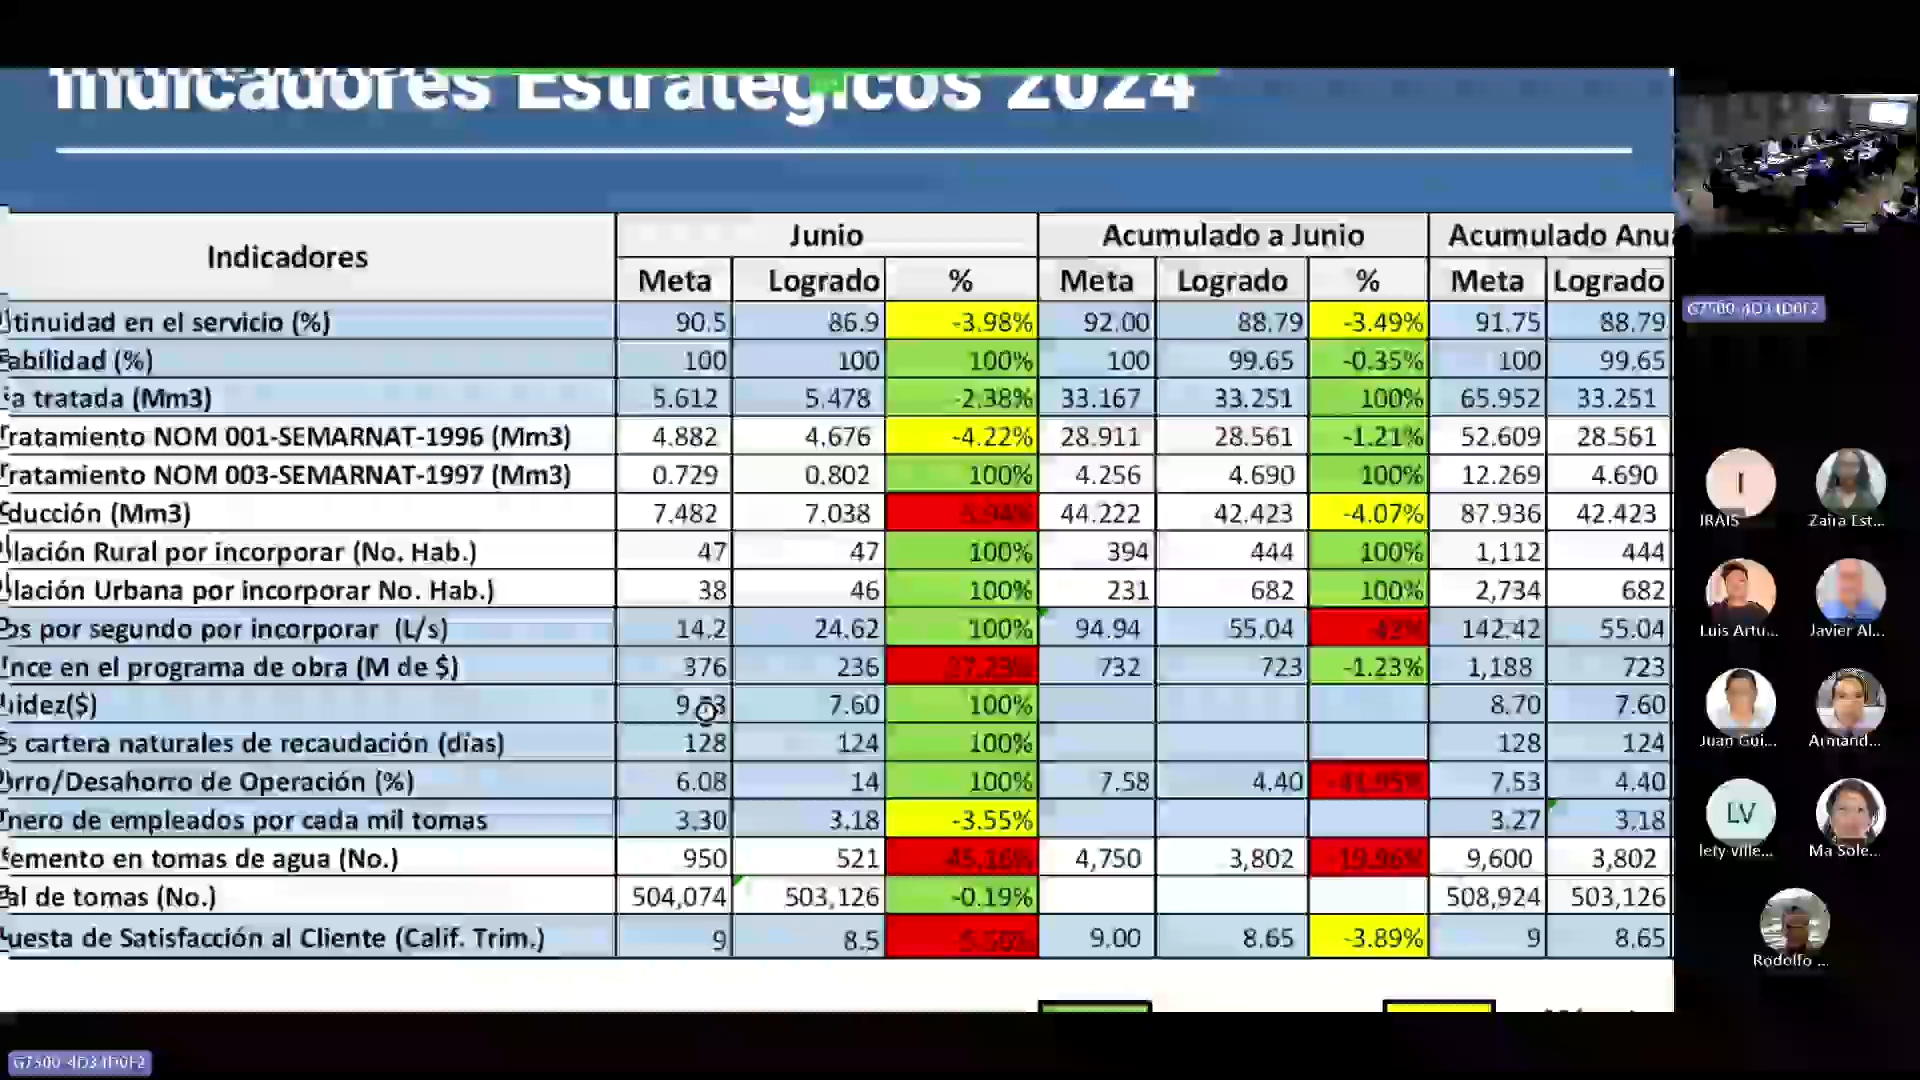 Indicadores Estratégicos 2024
Indicadores Junio Acumulado a Junio Acumulado Anua
Meta Logrado % Meta Logrado % Meta Logrado
tinuidad en el servicio (%) 90.5 86.9 -3.98% 92.00 88.79 -3.49% 91.75 88.79
abilidad (%) 100 100 100% 100 99.65 -0.35% 100 99.65
a tratada (Mm3) 5.612 5.478 -2.38% 33.167 33.251 100% 65.952 33.251
ratamiento NOM 001-SEMARNAT-1996 (Mm3) 4.882 4.676 -4.22% 28.911 28.561 -1.21% 52.609 28.561
ratamiento NOM 003-SEMARNAT-1997 (Mm3) 0.729 0.802 100% 4.256 4.690 100% 12.269 4.690
ducción (Mm3) 7.482 7.038 44.222 42.423 -4.07% 87.936 42.423
lación Rural por incorporar (No. Hab.) 47 47 100% 394 444 100% 1,112 444
lación Urbana por incorporar No. Hab.) 38 46 100% 231 682 100% 2,734 682
os por segundo por incorporar (L/s) 14.2 24.62 100% 94.94 55.04 142.42 55.04
nce en el programa de obra (M de $) 376 236 732 723 -1.23% 1,188 723
uidez($) 7.60 100% 8.70 7.60
s cartera naturales de recaudación (días) 128 124 100% 128 124
orro/Desahorro de Operación (%) 6.08 14 100% 7.58 4.40 -41.95% 7.53 4.40
nero de empleados por cada mil tomas 3.30 3.18 -3.55% 3.27 3.18
emento en tomas de agua (No.) 950 521 -45.16% 4,750 3,802 -19.96% 9,600 3,802
al de tomas (No.) 504,074 503,126 -0.19% 508,924 503,126
uesta de Satisfacción al Cliente (Calif. Trim.) 9 8.5 9.00 8.65 -3.89% 9 8.65
G7500-4D34D0F2
I
IRAIS
Zaira Est...
Luis Artu...
Javier Al...
Juan Gui...
Armand...
LV
lety ville...
Ma Sole...
Rodolfo ...
G7500-4D34D0F2